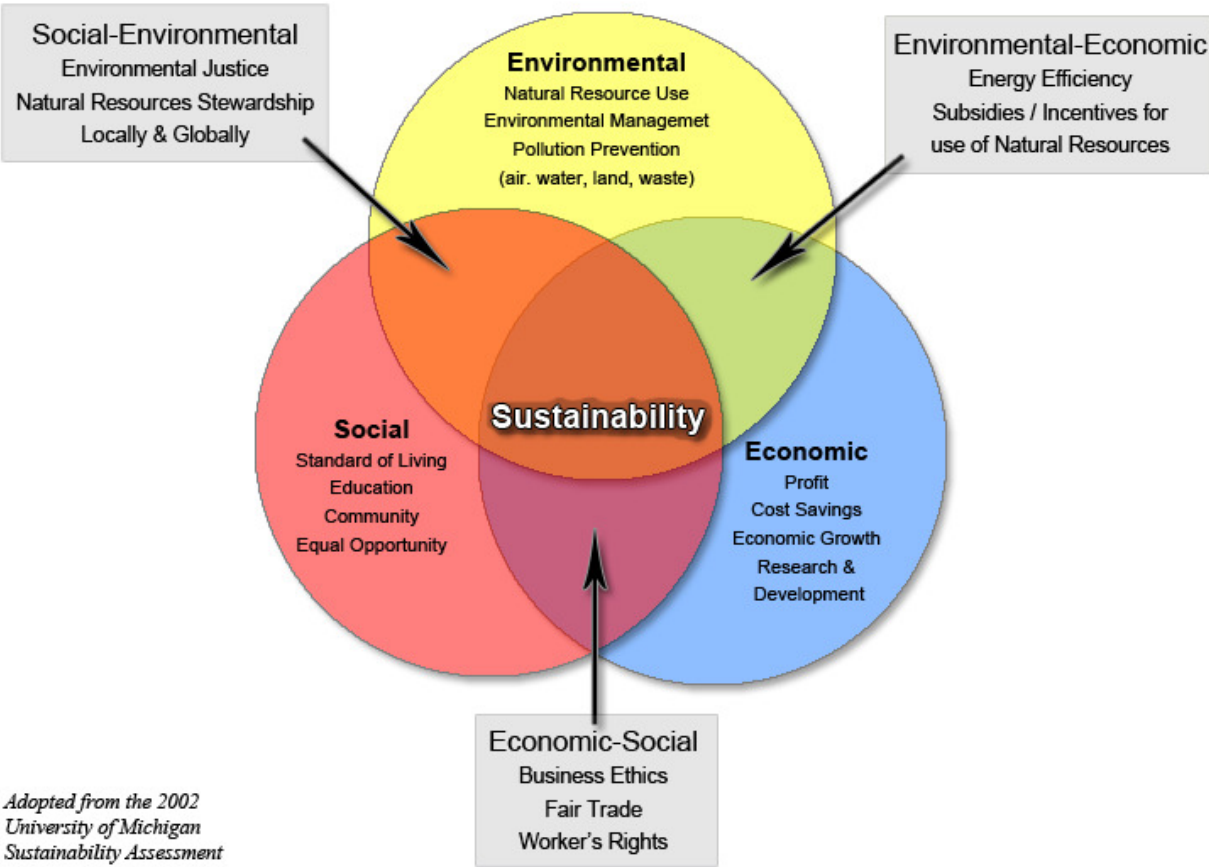 Social-Environmental
Environmental Justice
Natural Resources Stewardship
Locally & Globally
Environmental
Natural Resource Use
Environmental Managemet
Pollution Prevention
(air. water, land, waste)
Environmental-Economic
Energy Efficiency
Subsidies / Incentives for
use of Natural Resources
Sustainability
Social
Standard of Living
Education
Community
Equal Opportunity
Economic
Profit
Cost Savings
Economic Growth
Research &
Development
Economic-Social
Business Ethics
Fair Trade
Worker's Rights
Adopted from the 2002
University of Michigan
Sustainability Assessment